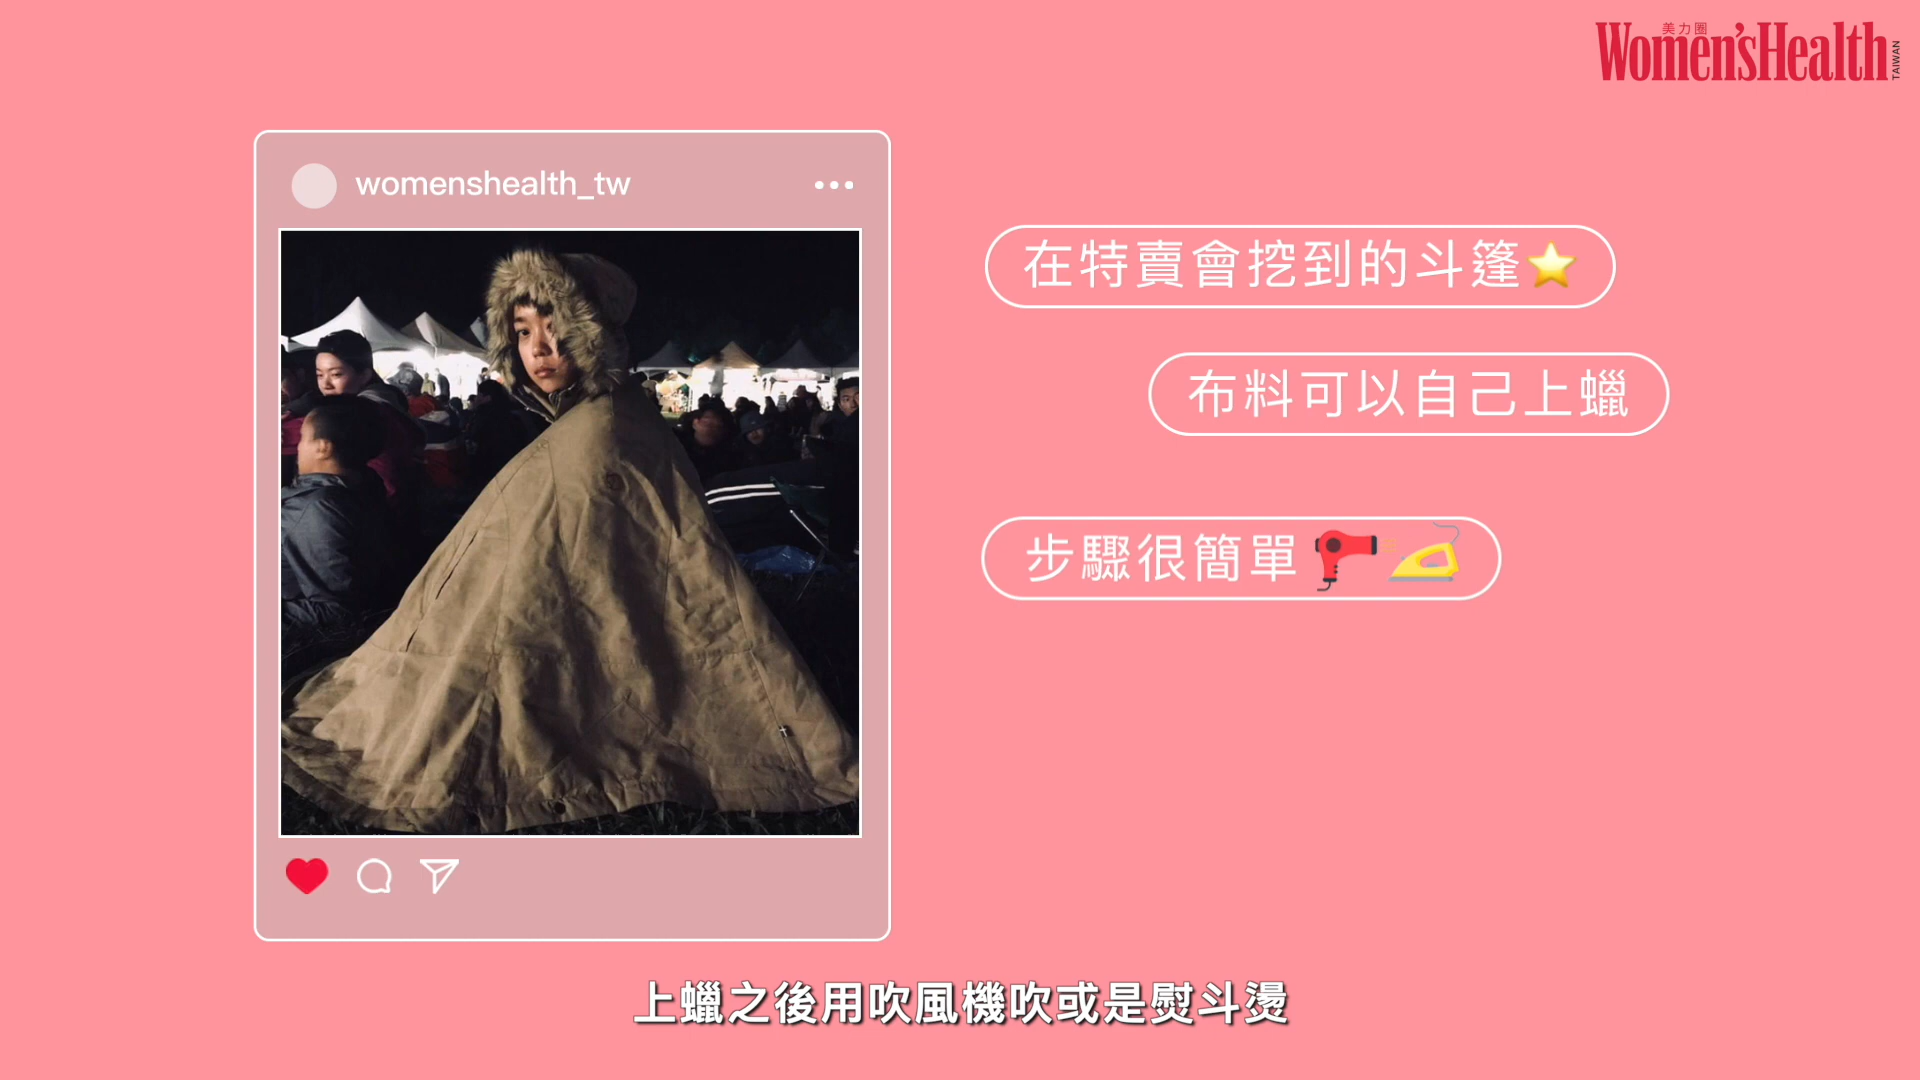 美力圈
Women'sHealth
TAIWAN
womenshealth_tw
在特賣會挖到的斗篷⭐
布料可以自己上蠟
步驟很簡單
上蠟之後用吹風機吹或是熨斗燙